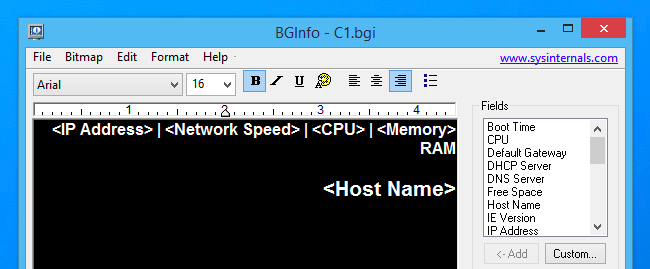 BGInfo - C1.bgi
File Bitmap Edit Format Help
www.sysinternals.com
Arial 16 B I U
1 2 3 4
<IP Address> | <Network Speed> | <CPU> | <Memory>
RAM
<Host Name>
Fields
Boot Time
CPU
Default Gateway
DHCP Server
DNS Server
Free Space
Host Name
IE Version
IP Address
<- Add Custom...